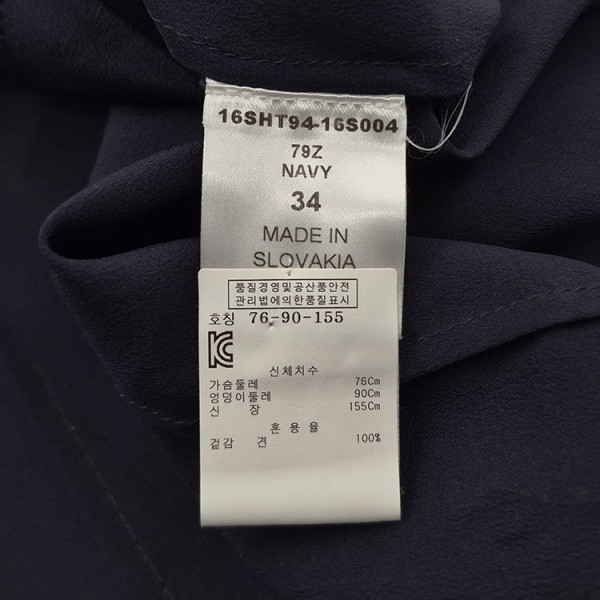 16SHT94-16S004
79Z
NAVY
34
MADE IN
SLOVAKIA
품질경영및공산품안전
관리법에의한품질표시
호칭 76-90-155
신체치수
가슴둘레 76Cm
엉덩이둘레 90Cm
신 장 155Cm
혼 용 율
겉감 견 100%